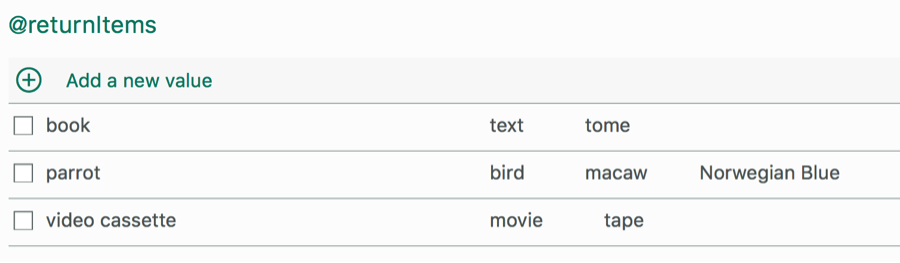 @returnItems
Add a new value
book text tome
parrot bird macaw Norwegian Blue
video cassette movie tape